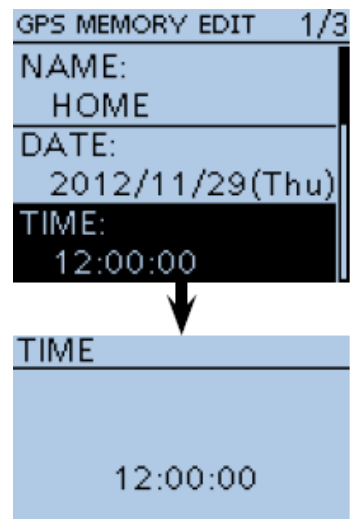 GPS MEMORY EDIT 1/3
NAME:
HOME
DATE:
2012/11/29(Thu)
TIME:
12:00:00
TIME
12:00:00